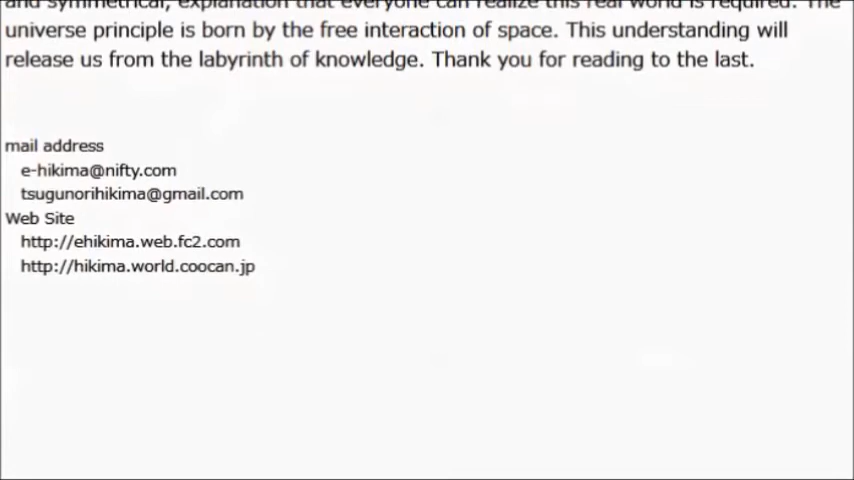 and symmetrical, explanation that everyone can realize this real world is required. The
universe principle is born by the free interaction of space. This understanding will
release us from the labyrinth of knowledge. Thank you for reading to the last.
mail address
e-hikima@nifty.com
tsugunorihikima@gmail.com
Web Site
http://ehikima.web.fc2.com
http://hikima.world.coocan.jp